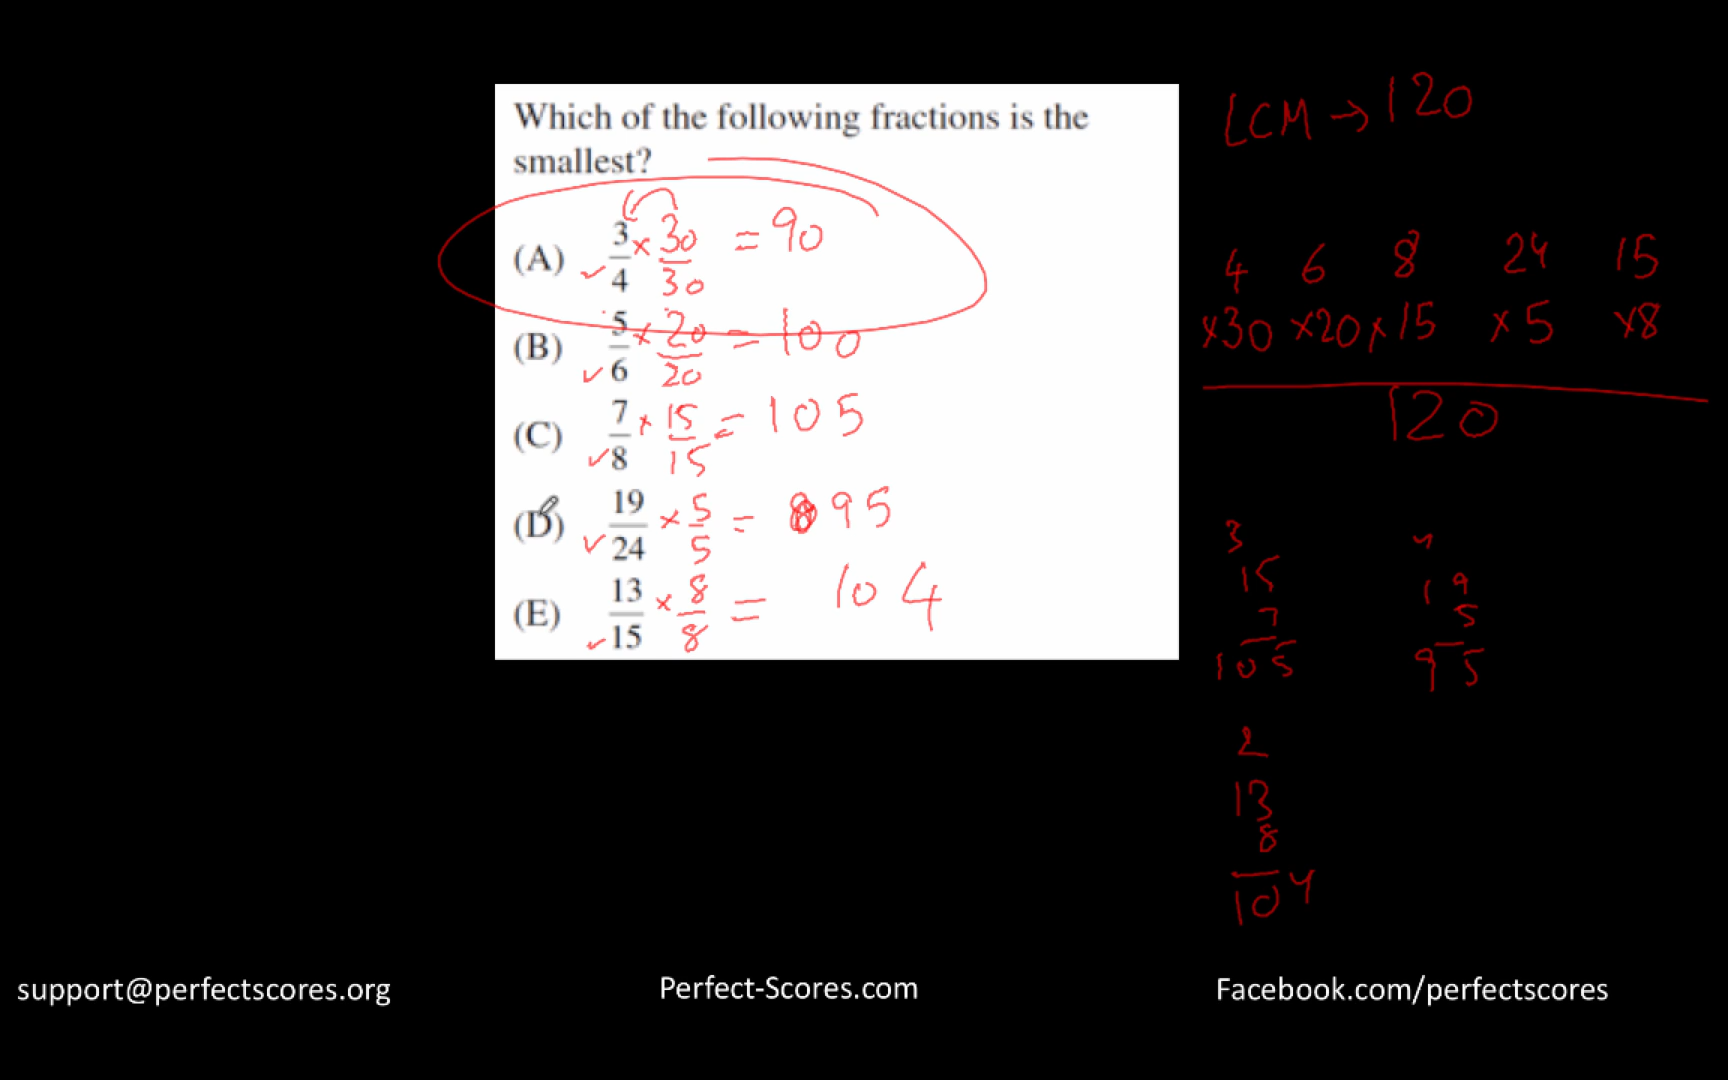 Which of the following fractions is the
smallest?
(A) 3/4 × 30/30 = 90
(B) 5/6 × 20/20 = 100
(C) 7/8 × 15/15 = 105
(D) 19/24 × 5/5 = 95
(E) 13/15 × 8/8 = 104
LCM → 120
4 6 8 24 15
×30 ×20 ×15 ×5 ×8
120
3
15
7
105
4
19
5
95
2
13
8
104
support@perfectscores.org
Perfect-Scores.com
Facebook.com/perfectscores